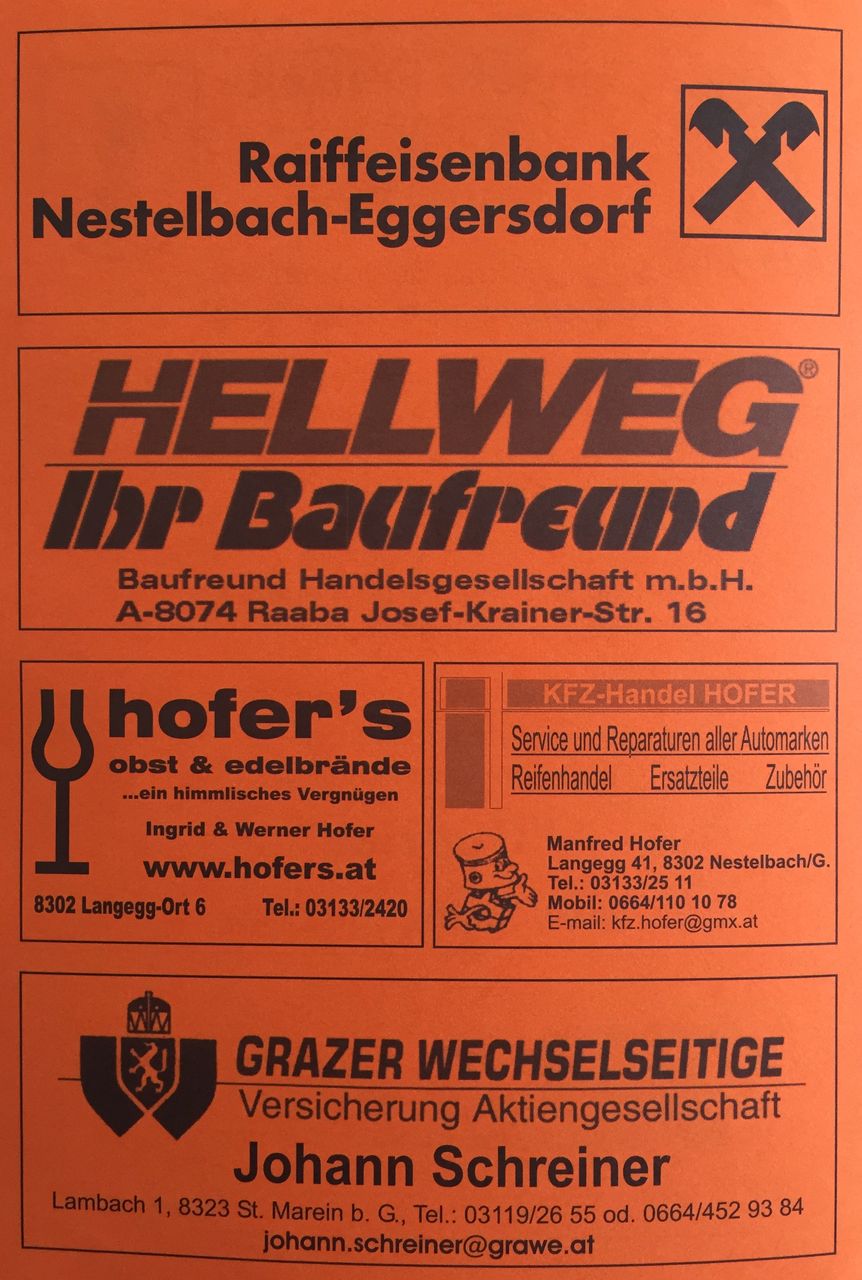 Raiffeisenbank
Nestelbach-Eggersdorf
HELLWEG®
Ihr Baufreund
Baufreund Handelsgesellschaft m.b.H.
A-8074 Raaba Josef-Krainer-Str. 16
hofer's
obst & edelbrände
...ein himmlisches Vergnügen
Ingrid & Werner Hofer
www.hofers.at
8302 Langegg-Ort 6 Tel.: 03133/2420
KFZ-Handel HOFER
Service und Reparaturen aller Automarken
Reifenhandel Ersatzteile Zubehör
Manfred Hofer
Langegg 41, 8302 Nestelbach/G.
Tel.: 03133/25 11
Mobil: 0664/110 10 78
E-mail: kfz.hofer@gmx.at
GRAZER WECHSELSEITIGE
Versicherung Aktiengesellschaft
Johann Schreiner
Lambach 1, 8323 St. Marein b. G., Tel.: 03119/26 55 od. 0664/452 93 84
johann.schreiner@grawe.at